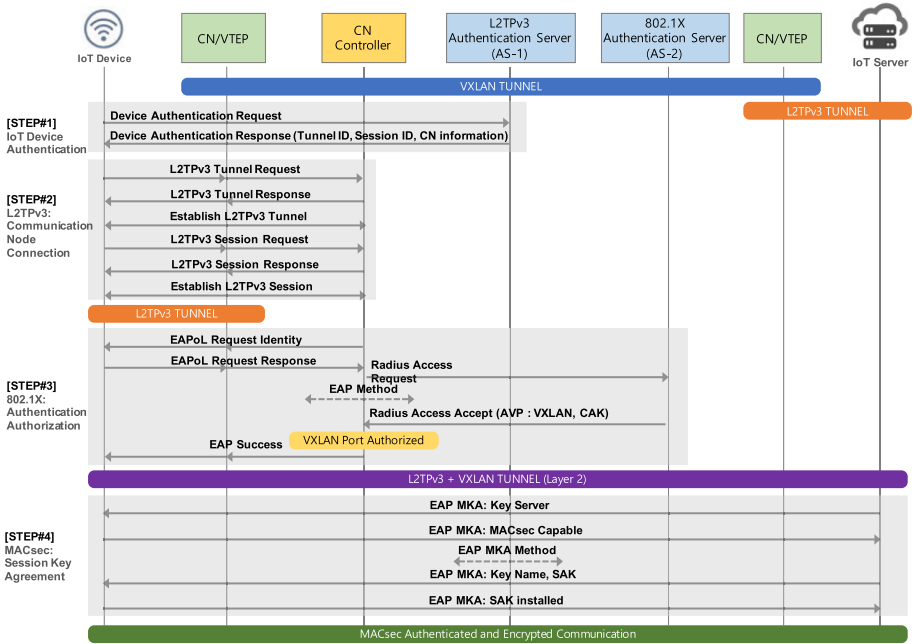 CN/VTEP
CN
Controller
L2TPv3
Authentication Server
(AS-1)
802.1X
Authentication Server
(AS-2)
CN/VTEP
IoT Device
IoT Server
VXLAN TUNNEL
L2TPv3 TUNNEL
[STEP#1]
IoT Device
Authentication
Device Authentication Request
Device Authentication Response (Tunnel ID, Session ID, CN information)
[STEP#2]
L2TPv3:
Communication
Node
Connection
L2TPv3 Tunnel Request
L2TPv3 Tunnel Response
Establish L2TPv3 Tunnel
L2TPv3 Session Request
L2TPv3 Session Response
Establish L2TPv3 Session
L2TPv3 TUNNEL
[STEP#3]
802.1X:
Authentication
Authorization
EAPoL Request Identity
EAPoL Request Response
Radius Access
Request
EAP Method
Radius Access Accept (AVP : VXLAN, CAK)
VXLAN Port Authorized
EAP Success
L2TPv3 + VXLAN TUNNEL (Layer 2)
[STEP#4]
MACsec:
Session Key
Agreement
EAP MKA: Key Server
EAP MKA: MACsec Capable
EAP MKA Method
EAP MKA: Key Name, SAK
EAP MKA: SAK installed
MACsec Authenticated and Encrypted Communication